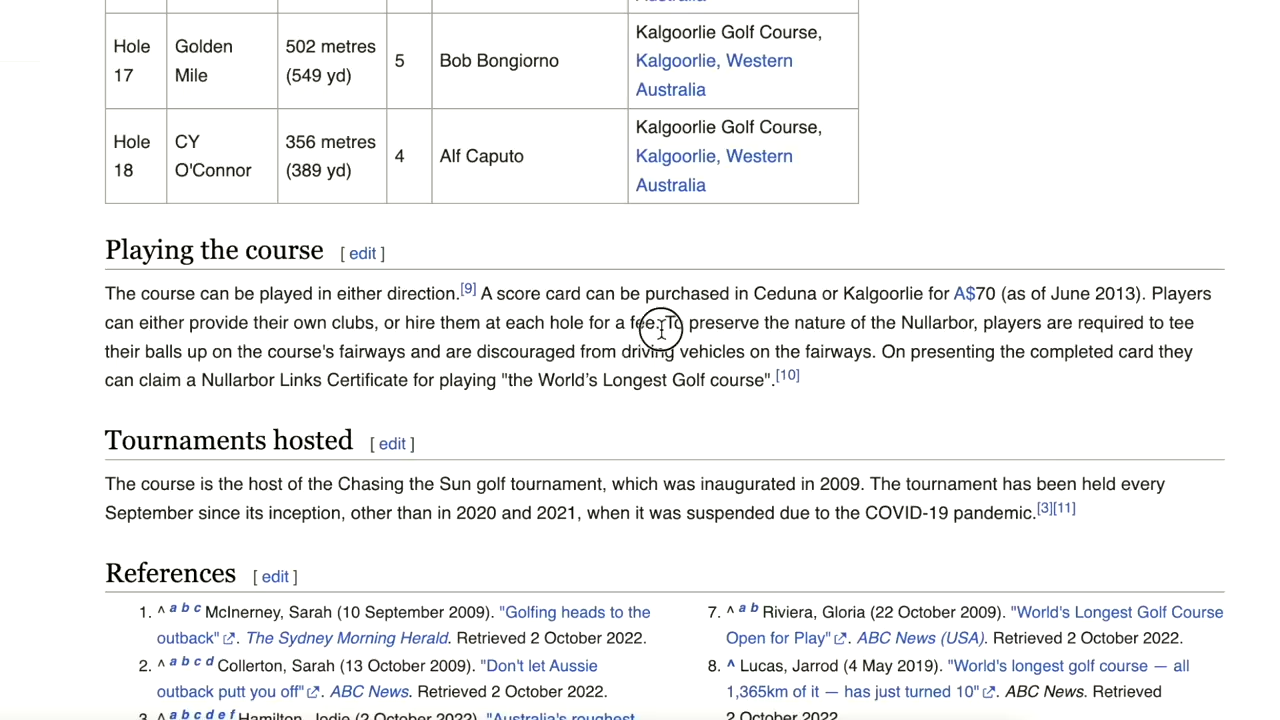 Hole 17 Golden Mile 502 metres (549 yd) 5 Bob Bongiorno Kalgoorlie Golf Course, Kalgoorlie, Western Australia
Hole 18 CY O'Connor 356 metres (389 yd) 4 Alf Caputo Kalgoorlie Golf Course, Kalgoorlie, Western Australia
Playing the course [ edit ]
The course can be played in either direction.[9] A score card can be purchased in Ceduna or Kalgoorlie for A$70 (as of June 2013). Players
can either provide their own clubs, or hire them at each hole for a fee. To preserve the nature of the Nullarbor, players are required to tee
their balls up on the course's fairways and are discouraged from driving vehicles on the fairways. On presenting the completed card they
can claim a Nullarbor Links Certificate for playing "the World’s Longest Golf course".[10]
Tournaments hosted [ edit ]
The course is the host of the Chasing the Sun golf tournament, which was inaugurated in 2009. The tournament has been held every
September since its inception, other than in 2020 and 2021, when it was suspended due to the COVID-19 pandemic.[3][11]
References [ edit ]
1. ^ a b c McInerney, Sarah (10 September 2009). "Golfing heads to the
outback". The Sydney Morning Herald. Retrieved 2 October 2022.
2. ^ a b c d Collerton, Sarah (13 October 2009). "Don't let Aussie
outback putt you off". ABC News. Retrieved 2 October 2022.
3. ^ a b c d e f Hamilton, Jodie (2 October 2022). "Australia's roughest
7. ^ a b Riviera, Gloria (22 October 2009). "World's Longest Golf Course
Open for Play". ABC News (USA). Retrieved 2 October 2022.
8. ^ Lucas, Jarrod (4 May 2019). "World's longest golf course — all
1,365km of it — has just turned 10". ABC News. Retrieved
2 October 2022.